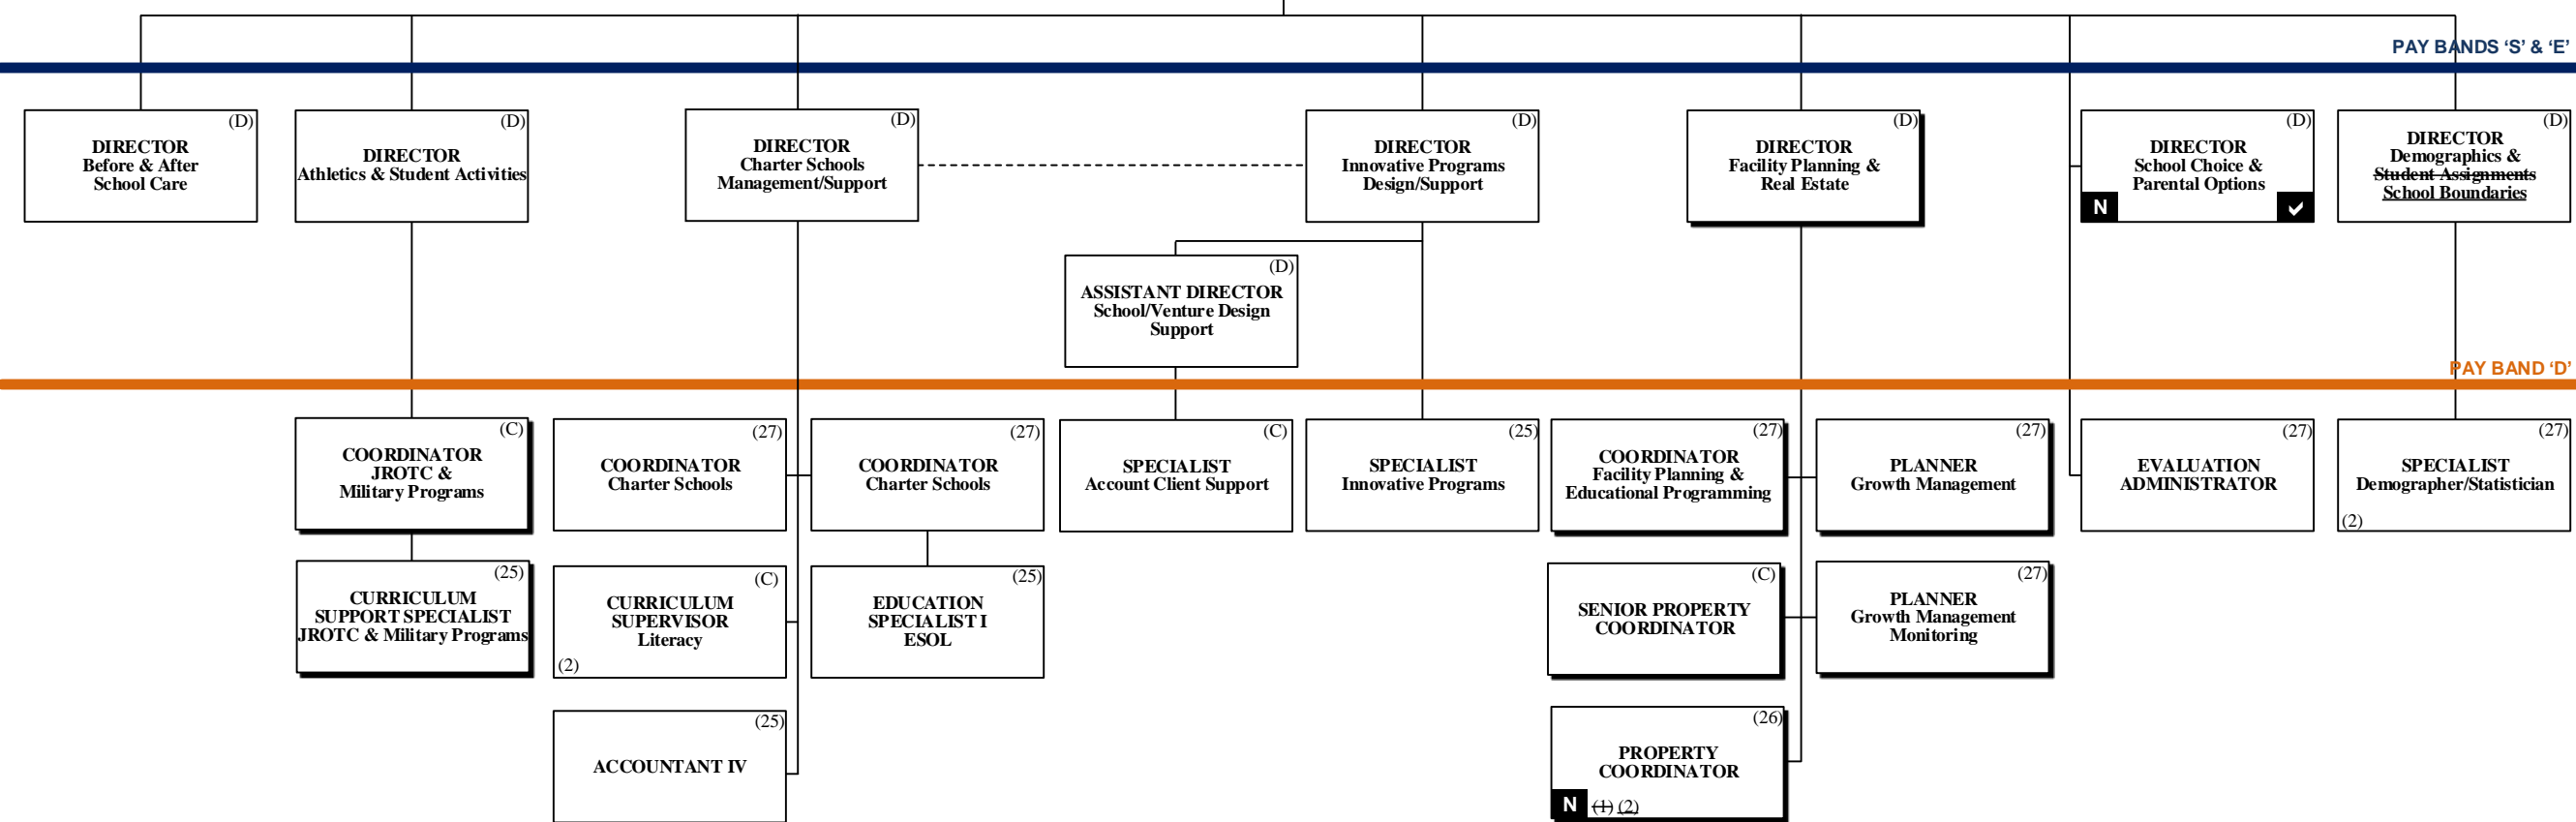 PAY BANDS ‘S’ & ‘E’
(D)
DIRECTOR
Before & After
School Care
(D)
DIRECTOR
Athletics & Student Activities
(D)
DIRECTOR
Charter Schools
Management/Support
(D)
DIRECTOR
Innovative Programs
Design/Support
(D)
DIRECTOR
Facility Planning &
Real Estate
(D)
DIRECTOR
School Choice &
Parental Options
N
(D)
DIRECTOR
Demographics &
Student Assignments
School Boundaries
(D)
ASSISTANT DIRECTOR
School/Venture Design
Support
PAY BAND ‘D’
(C)
COORDINATOR
JROTC &
Military Programs
(27)
COORDINATOR
Charter Schools
(27)
COORDINATOR
Charter Schools
(C)
SPECIALIST
Account Client Support
(25)
SPECIALIST
Innovative Programs
(27)
COORDINATOR
Facility Planning &
Educational Programming
(27)
PLANNER
Growth Management
(27)
EVALUATION
ADMINISTRATOR
(27)
SPECIALIST
Demographer/Statistician
(2)
(25)
CURRICULUM
SUPPORT SPECIALIST
JROTC & Military Programs
(C)
CURRICULUM
SUPERVISOR
Literacy
(2)
(25)
EDUCATION
SPECIALIST I
ESOL
(C)
SENIOR PROPERTY
COORDINATOR
(27)
PLANNER
Growth Management
Monitoring
(25)
ACCOUNTANT IV
(26)
PROPERTY
COORDINATOR
N (1) (2)